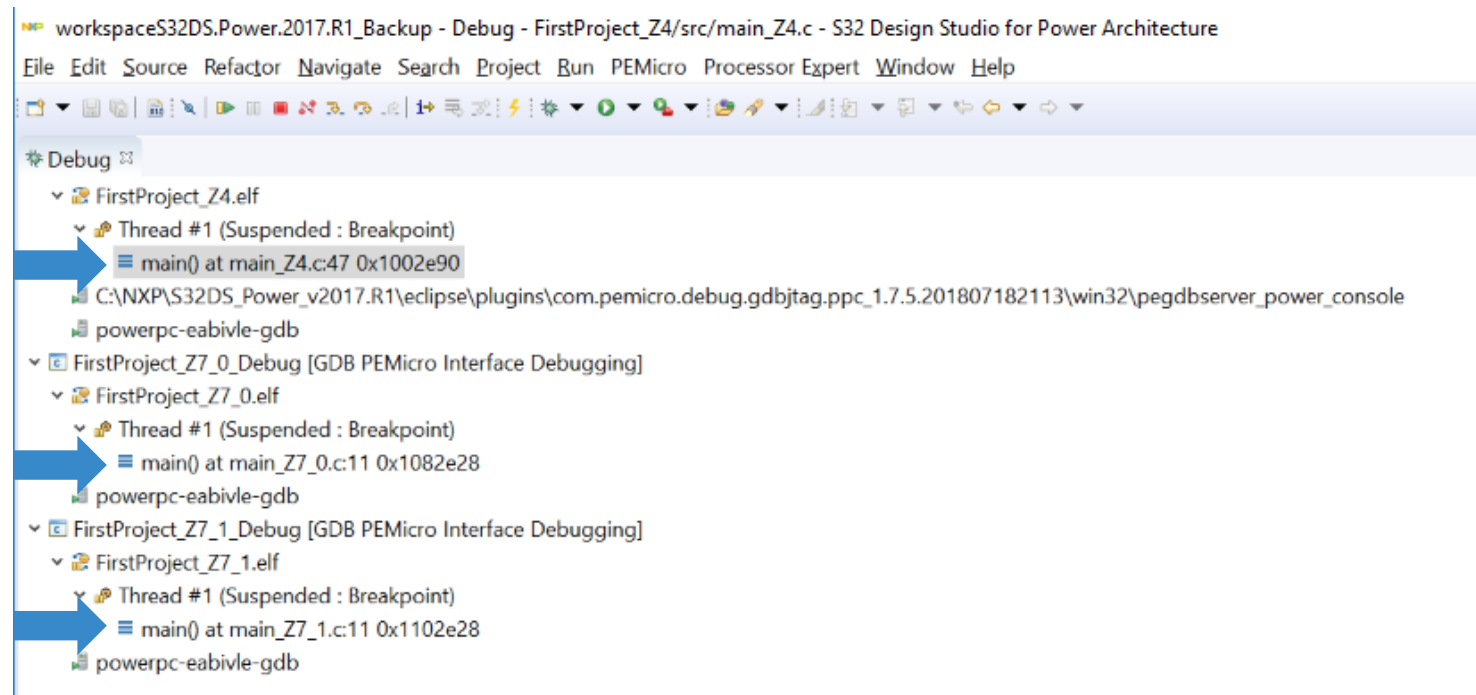 NXP workspaceS32DS.Power.2017.R1_Backup - Debug - FirstProject_Z4/src/main_Z4.c - S32 Design Studio for Power Architecture
File Edit Source Refactor Navigate Search Project Run PEMicro Processor Expert Window Help
Debug
FirstProject_Z4.elf
Thread #1 (Suspended : Breakpoint)
main() at main_Z4.c:47 0x1002e90
C:\NXP\S32DS_Power_v2017.R1\eclipse\plugins\com.pemicro.debug.gdbjtag.ppc_1.7.5.201807182113\win32\pegdbserver_power_console
powerpc-eabivle-gdb
FirstProject_Z7_0_Debug [GDB PEMicro Interface Debugging]
FirstProject_Z7_0.elf
Thread #1 (Suspended : Breakpoint)
main() at main_Z7_0.c:11 0x1082e28
powerpc-eabivle-gdb
FirstProject_Z7_1_Debug [GDB PEMicro Interface Debugging]
FirstProject_Z7_1.elf
Thread #1 (Suspended : Breakpoint)
main() at main_Z7_1.c:11 0x1102e28
powerpc-eabivle-gdb